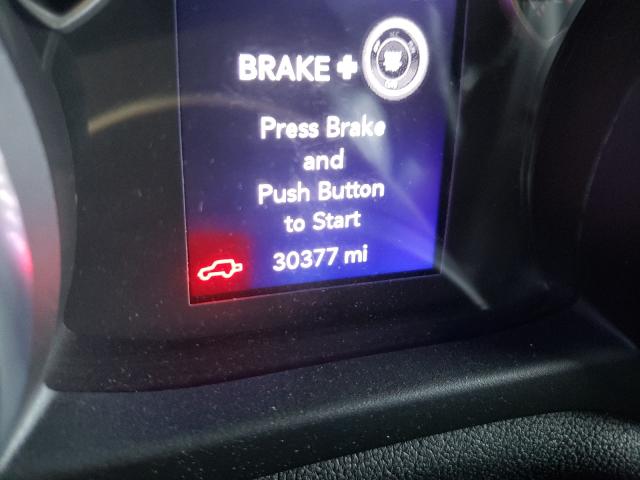 BRAKE +
Press Brake
and
Push Button
to Start
30377 mi